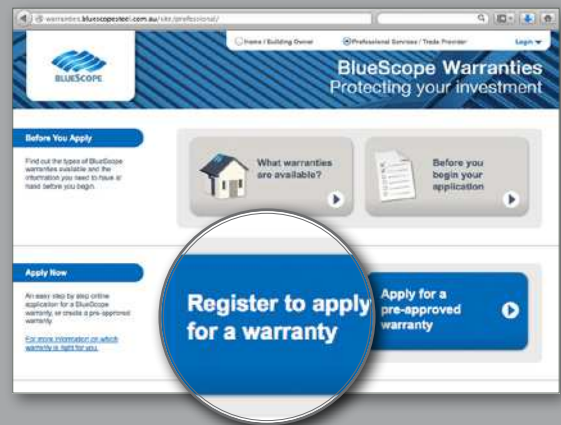 warranties.bluescopesteel.com.au/site/professional/
Home / Building Owner
Professional Services / Trade Provider
Login
BLUESCOPE
BlueScope Warranties
Protecting your investment
Before You Apply
Find out the types of BlueScope
warranties available and the
information you need to have at
hand before you begin.
What warranties
are available?
Before you
begin your
application
Apply Now
An easy step by step online
application for a BlueScope
warranty, or create a pre-approved
warranty.
For more information on which
warranty is right for you.
Register to apply
for a warranty
Apply for a
pre-approved
warranty